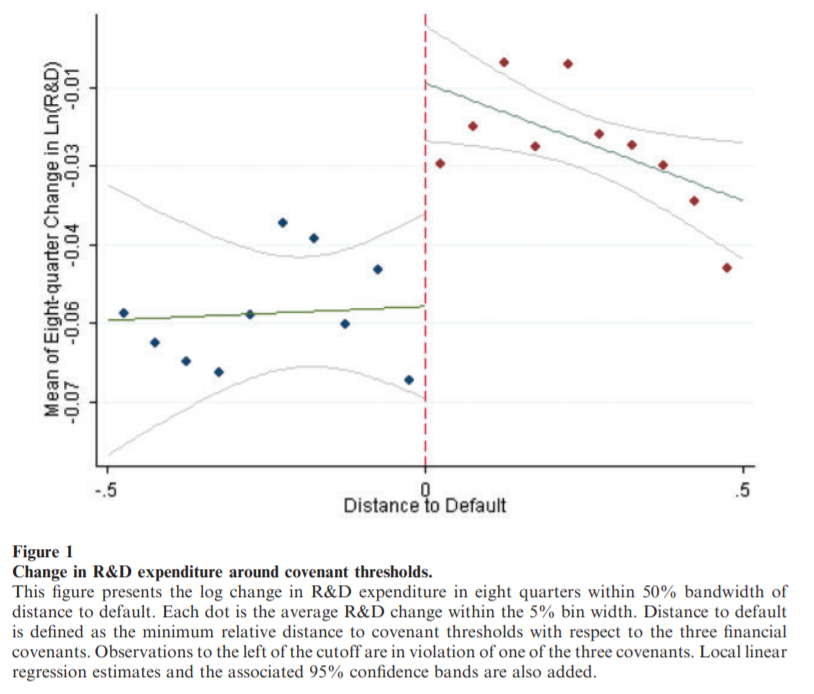 Mean of Eight-quarter Change in Ln(R&D)
-0.01
-0.03
-0.04
-0.06
-0.07
-.5
0
.5
Distance to Default
Figure 1
Change in R&D expenditure around covenant thresholds.
This figure presents the log change in R&D expenditure in eight quarters within 50% bandwidth of
distance to default. Each dot is the average R&D change within the 5% bin width. Distance to default
is defined as the minimum relative distance to covenant thresholds with respect to the three financial
covenants. Observations to the left of the cutoff are in violation of one of the three covenants. Local linear
regression estimates and the associated 95% confidence bands are also added.